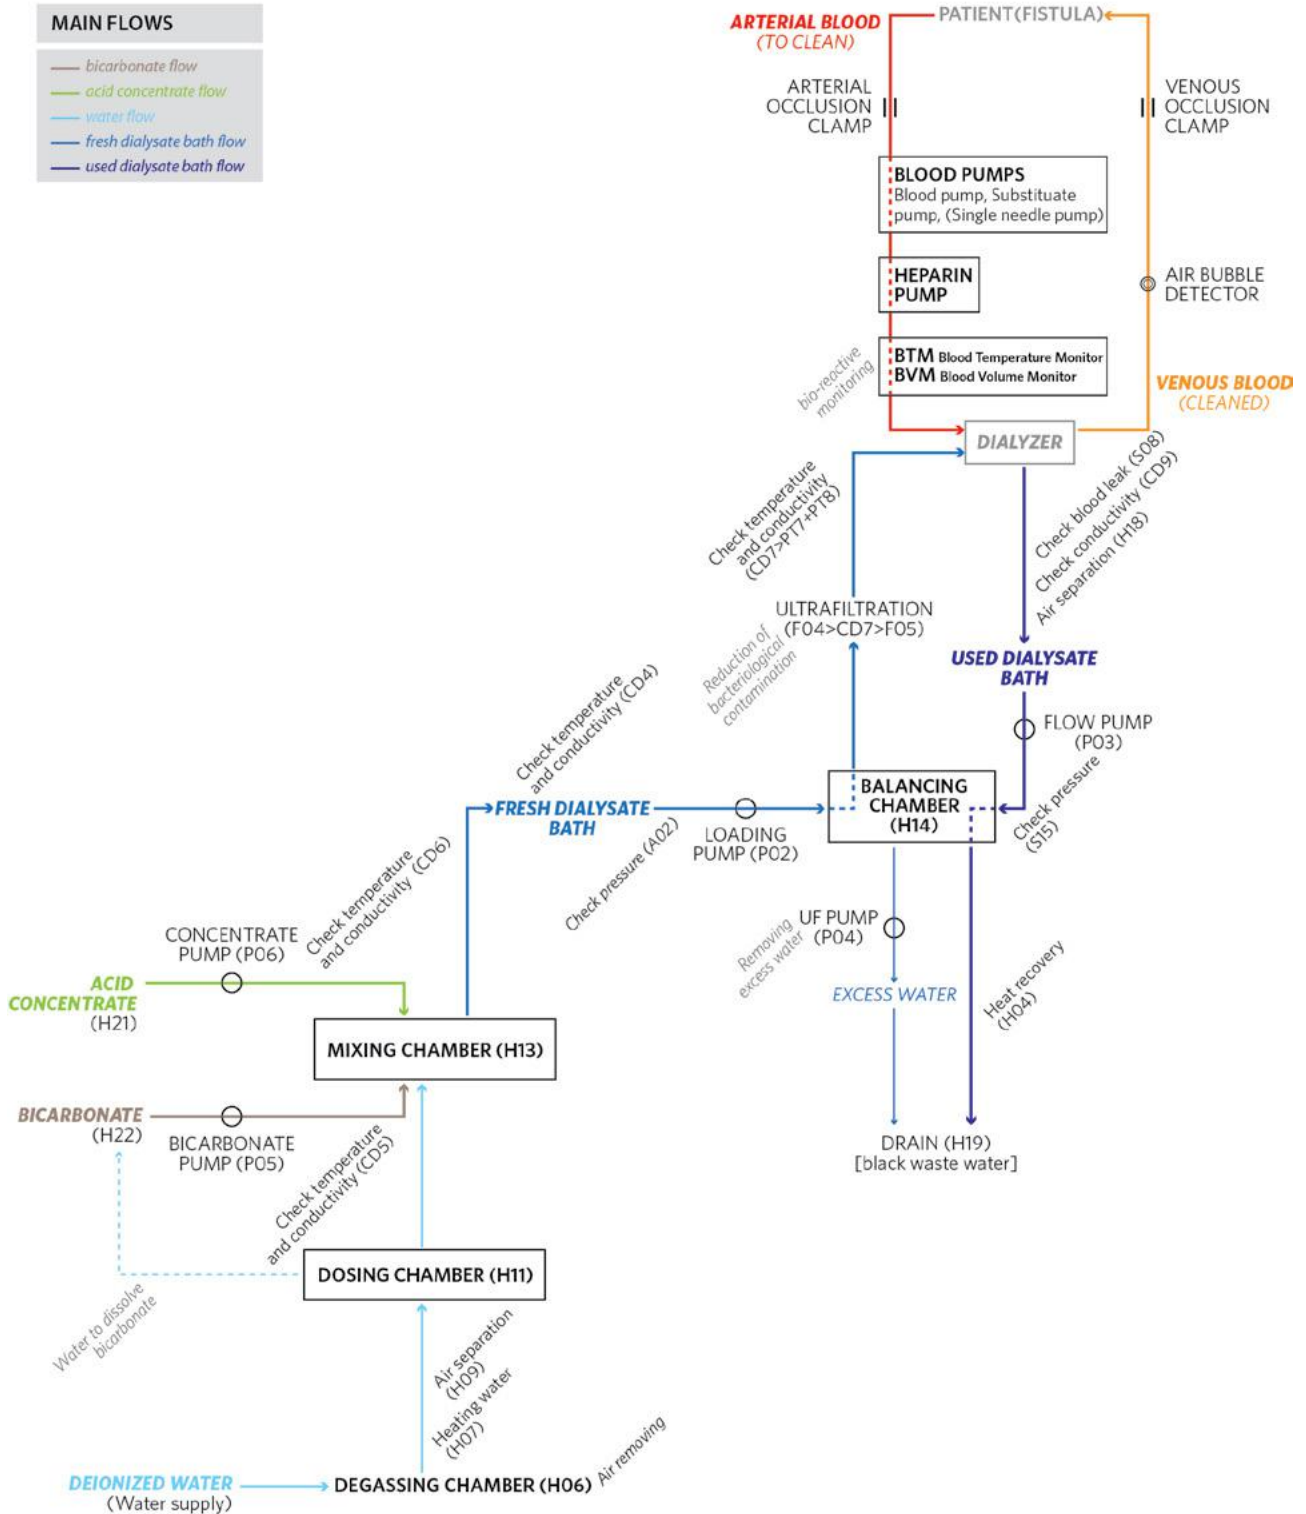 MAIN FLOWS
bicarbonate flow
acid concentrate flow
water flow
fresh dialysate bath flow
used dialysate bath flow
ARTERIAL BLOOD
(TO CLEAN)
PATIENT(FISTULA)
ARTERIAL
OCCLUSION
CLAMP
VENOUS
OCCLUSION
CLAMP
BLOOD PUMPS
Blood pump, Substituate
pump, (Single needle pump)
HEPARIN
PUMP
AIR BUBBLE
DETECTOR
bio-reactive
monitoring
BTM Blood Temperature Monitor
BVM Blood Volume Monitor
VENOUS BLOOD
(CLEANED)
DIALYZER
Check temperature
and conductivity
(CD7>PT7+PT8)
Check blood leak (S08)
Check conductivity (CD9)
Air separation (H18)
ULTRAFILTRATION
(F04>CD7>F05)
Reduction of
bacteriological
contamination
USED DIALYSATE
BATH
FLOW PUMP
(P03)
Check pressure
(S15)
Check temperature
and conductivity (CD4)
FRESH DIALYSATE
BATH
Check pressure (A02)
LOADING
PUMP (P02)
BALANCING
CHAMBER
(H14)
UF PUMP
(P04)
Removing
excess water
EXCESS WATER
Heat recovery
(H04)
DRAIN (H19)
[black waste water]
CONCENTRATE
PUMP (P06)
Check temperature
and conductivity (CD6)
ACID
CONCENTRATE
(H21)
MIXING CHAMBER (H13)
BICARBONATE
(H22)
BICARBONATE
PUMP (P05)
Check temperature
and conductivity (CD5)
DOSING CHAMBER (H11)
Water to dissolve
bicarbonate
Air separation
(H09)
Heating water
(H07)
DEIONIZED WATER
(Water supply)
DEGASSING CHAMBER (H06)
Air removing